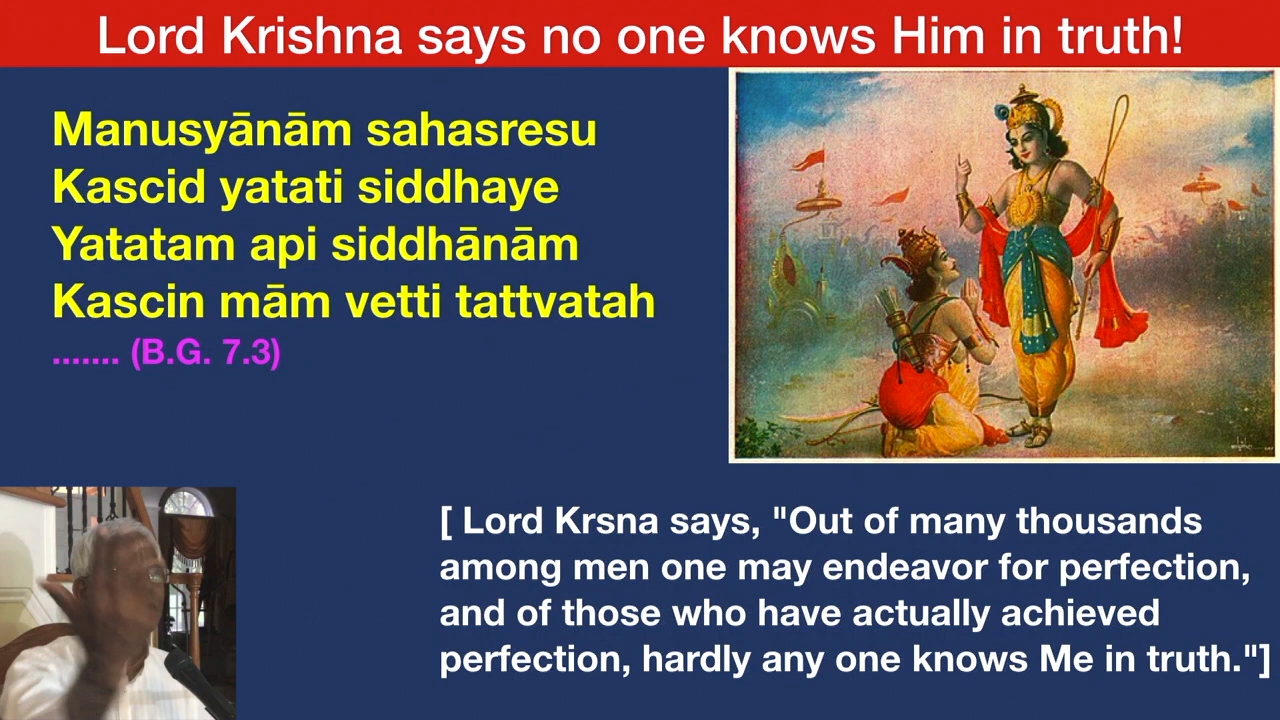 Lord Krishna says no one knows Him in truth!
Manusyānām sahasresu
Kascid yatati siddhaye
Yatatam api siddhānām
Kascin mām vetti tattvatah
....... (B.G. 7.3)
[ Lord Krsna says, "Out of many thousands
among men one may endeavor for perfection,
and of those who have actually achieved
perfection, hardly any one knows Me in truth."]